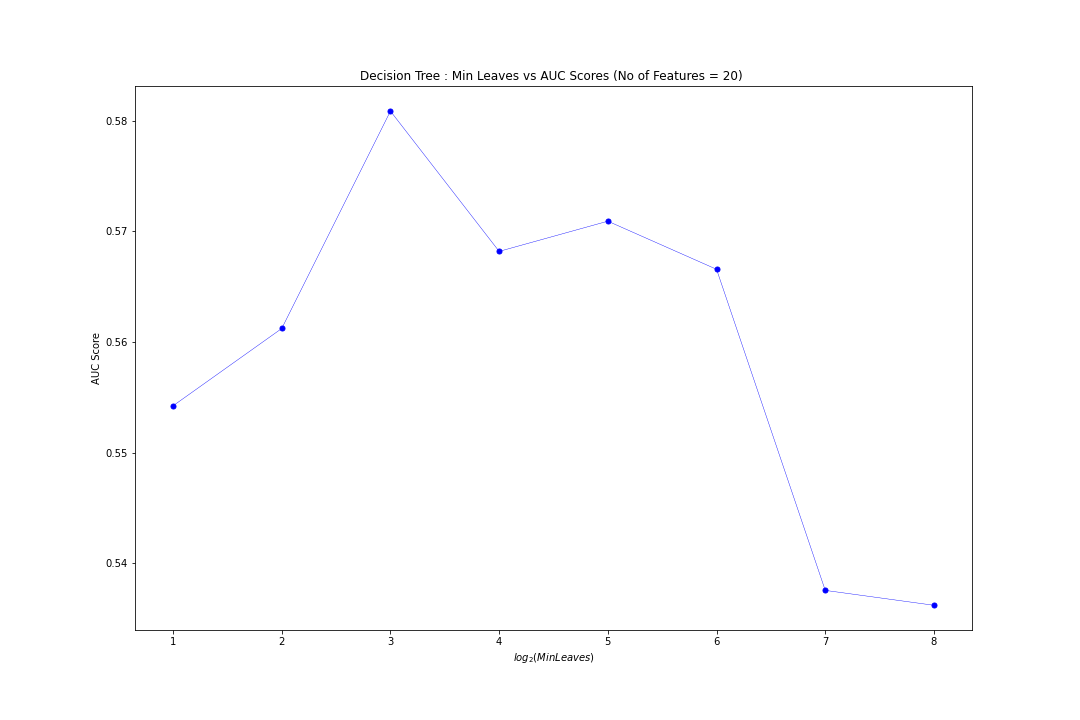 Decision Tree : Min Leaves vs AUC Scores (No of Features = 20)
0.58
0.57
0.56
0.55
0.54
AUC Score
1 2 3 4 5 6 7 8
log₂(MinLeaves)